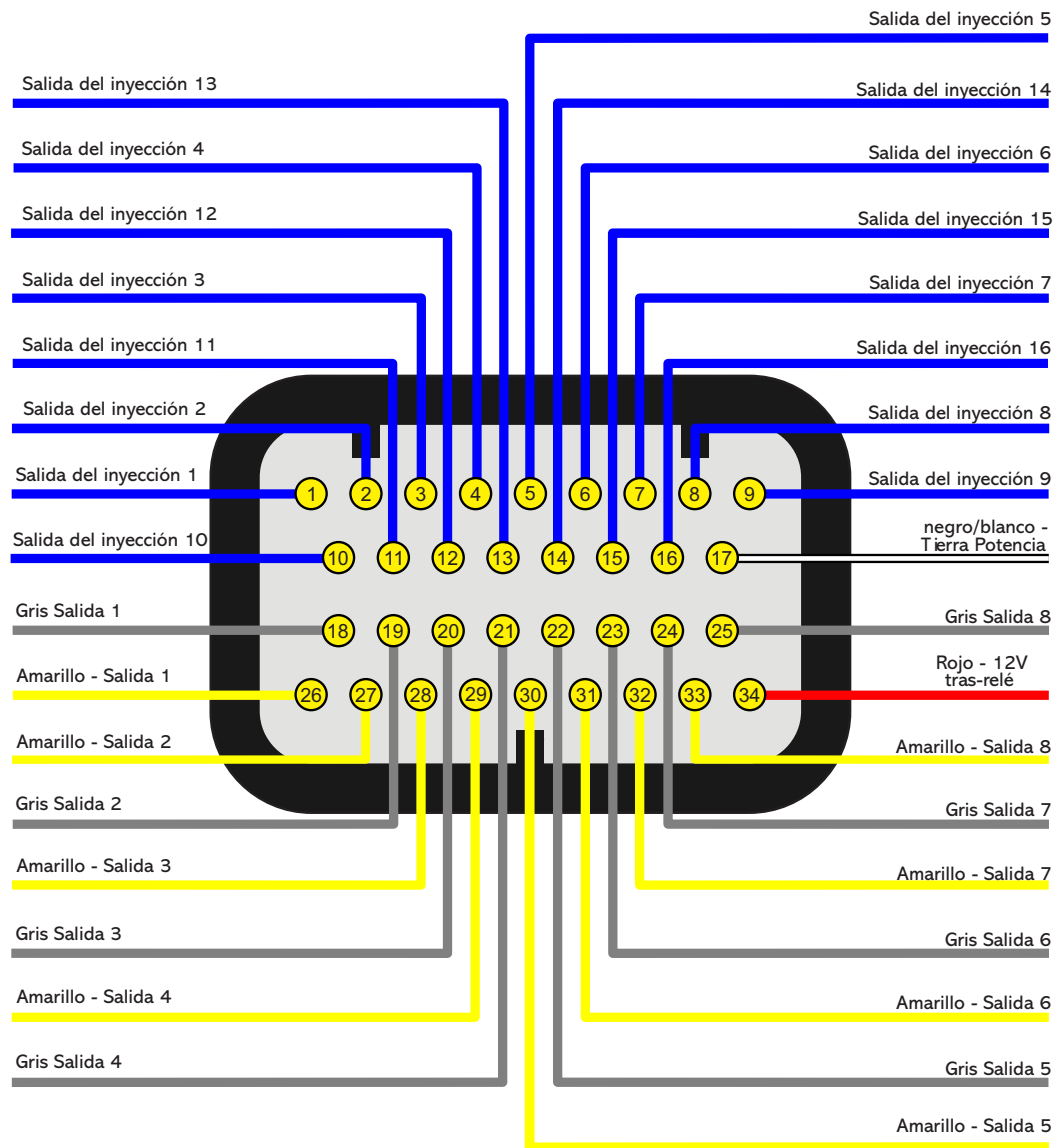 Salida del inyección 5
Salida del inyección 13
Salida del inyección 14
Salida del inyección 4
Salida del inyección 6
Salida del inyección 12
Salida del inyección 15
Salida del inyección 3
Salida del inyección 7
Salida del inyección 11
Salida del inyección 16
Salida del inyección 2
Salida del inyección 8
Salida del inyección 1
Salida del inyección 9
1 2 3 4 5 6 7 8 9
Salida del inyección 10
negro/blanco -
Tierra Potencia
10 11 12 13 14 15 16 17
Gris Salida 1
Gris Salida 8
18 19 20 21 22 23 24 25
Amarillo - Salida 1
Rojo - 12V
tras-relé
26 27 28 29 30 31 32 33 34
Amarillo - Salida 2
Amarillo - Salida 8
Gris Salida 2
Gris Salida 7
Amarillo - Salida 3
Amarillo - Salida 7
Gris Salida 3
Gris Salida 6
Amarillo - Salida 4
Amarillo - Salida 6
Gris Salida 4
Gris Salida 5
Amarillo - Salida 5